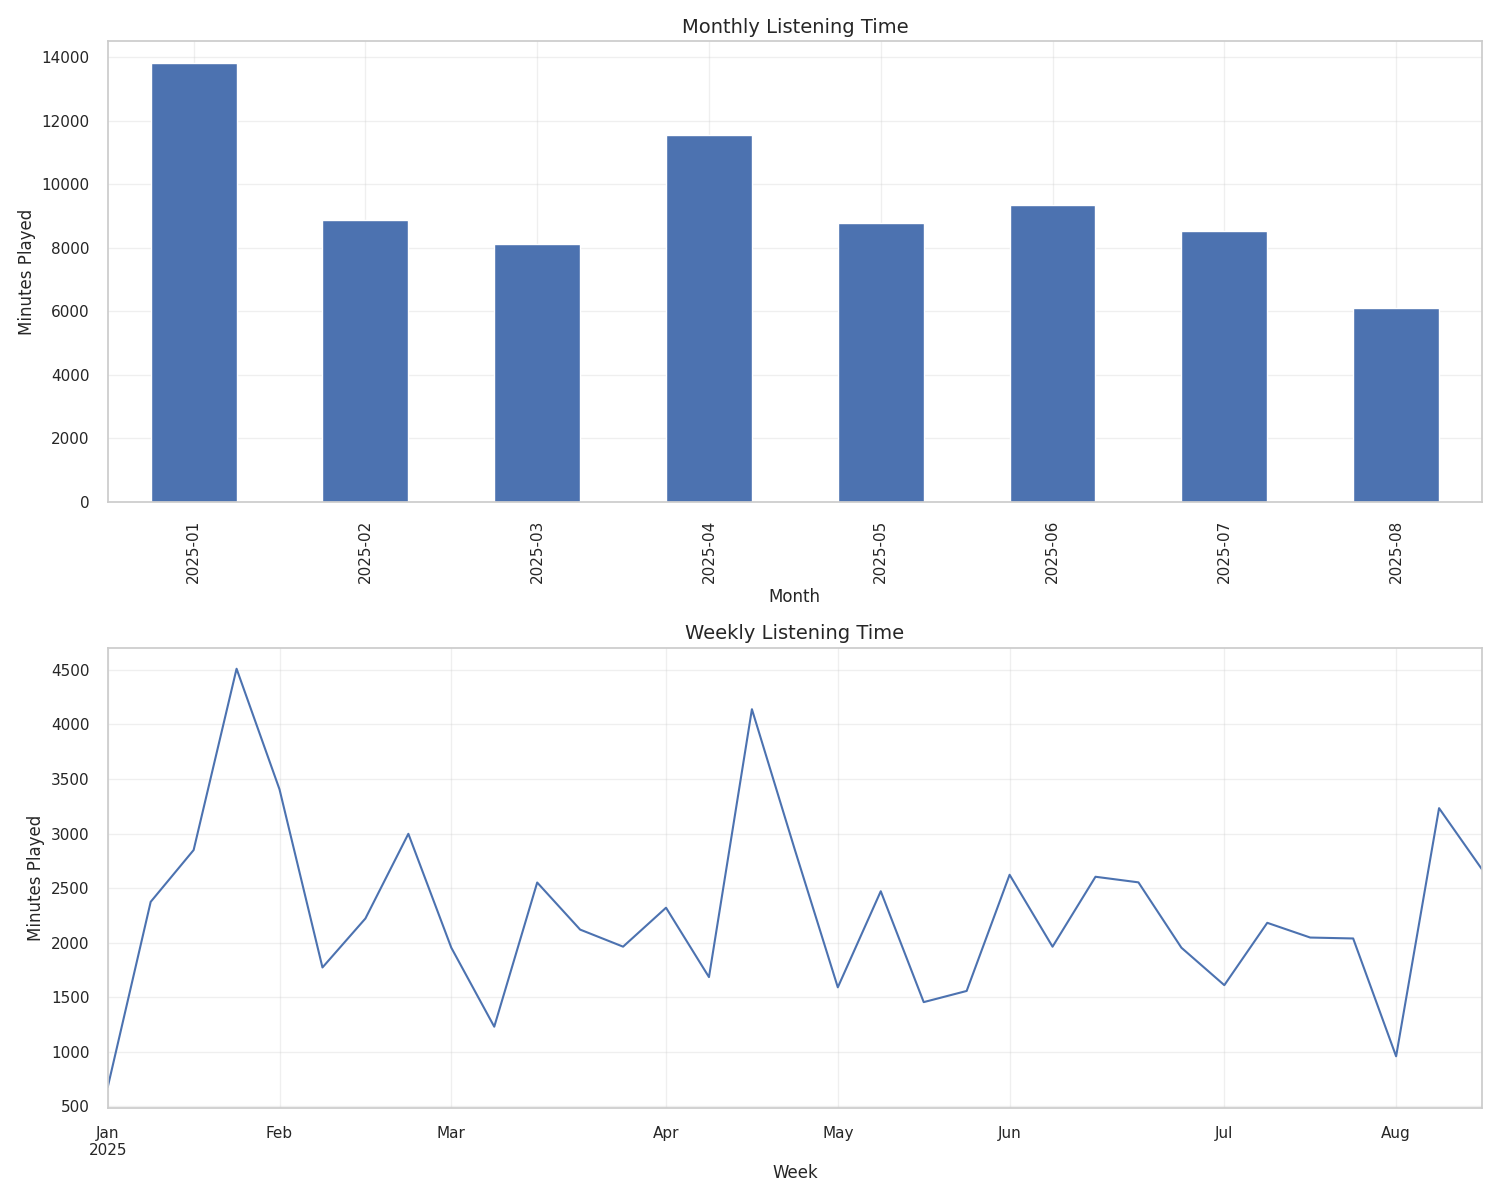 Monthly Listening Time
14000
12000
10000
8000
6000
4000
2000
0
Minutes Played
2025-01 2025-02 2025-03 2025-04 2025-05 2025-06 2025-07 2025-08
Month
Weekly Listening Time
4500
4000
3500
3000
2500
2000
1500
1000
500
Minutes Played
Jan Feb Mar Apr May Jun Jul Aug
2025
Week